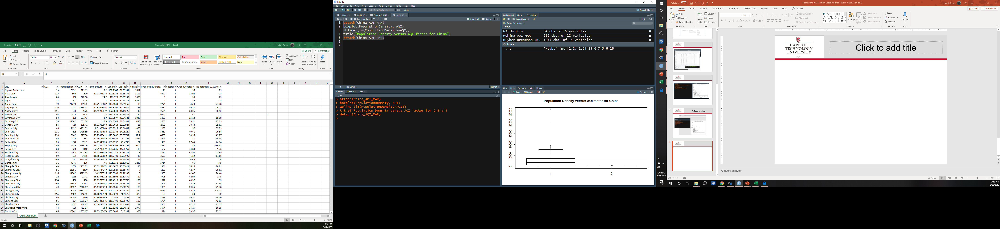 AutoSave Off
China_AQI_MAR - Excel
Mark Russo
File Home Insert Page Layout Formulas Data Review View Help Search
Share Comments
Paste
Cut
Copy
Format Painter
Calibri 11
Wrap Text
Merge & Center
General
Conditional Formatting
Format as Table
Normal Bad Good Neutral Calculation
Check Cell Explanatory ... Input Linked Cell Note
Insert Delete Format
AutoSum
Fill
Clear
Sort & Filter
Find & Select
Ideas
Clipboard Font Alignment Number Styles Cells Editing Ideas
J4 fx 0
A B C D E F G H I J K L M N O P Q R S T U V
1 City AQI Precipitation GDP Temperature Longiti Latitud Altitud PopulationDensity Coastal GreenCoverag Incineration(10,000to
2 Ngawa Prefecture 23 665.1 271.13 8.2 102.2247 31.89941 2617 11 0 36 23
3 Aksu City 137 80.4 610 12.27671233 80.26338 41.16754 1108 6547 0 33.94 23
4 Alxa League 85 150 322.58 24.2 105.729 38.85192 1673 1 0 36 23
5 Ngari 28 74.2 37.4 1 80.1058 32.50111 4280 1 0 36 23
6 Anqin City 79 2127.8 1613.2 17.29178082 117.0344 30.51265 13 2271 0 45.8 27.48
7 Anyang City 110 672.1 1884.48 15.35068493 114.3501 36.09685 71 4735 0 36.28 54.51
8 Anshan City 111 708 2326 11.41232877 122.9844 41.11526 49 2534 0 38.25 58.13
9 Macao SAR 44 2000 3358 22 113.5439 22.19874 40 20547 1 41 22 A
10 Bayannur City 53 188 887.43 3.7 107.3877 40.74321 1042 5093 0 35.12 15.98
11 Bazhong City 58 1198.9 501.34 16.9 106.7548 31.84901 443 2653 0 39.11 15.09
12 Bengbu City 96 910 1253.1 16.01369863 117.3614 32.93924 25 2599 0 38.48 29.61
13 Baotou City 45 262.9 3781.93 8.91369863 109.8517 40.66642 1065 2130 0 37 52.29
14 Baoji City 111 695 1788.59 14.83424658 107.1384 34.38229 567 5352 0 40.61 36.54
15 Baoding City 220 566.9 2757.8 13.25890411 115.5002 38.85707 17.2 4565 0 30.96 49.27
16 Baoshan City 56 1000 552 17.39178082 99.16872 25.1168 1673 4529 0 31 10.95
17 Beihai City 23 1670 892.1 24.61643836 109.1192 21.4798 21 458 1 27.45 24.74
18 Beijing City 296 458.9 22968.6 13.77260274 116.3809 39.92361 31.2 1292 0 34 686.67
19 Benxi City 63 900 1160 9.271232877 123.7645 41.28759 100 602 0 44.88 31.76
20 Binzhou City 142 564.8 2355.33 14.11643836 118.0218 37.36781 9 1110 0 42.92 27.99
21 Haozhou City 59 831 942.6 10.58695652 115.7709 33.87929 39 3693 0 41.32 17.66
22 Cangzhiu City 105 581 3133.38 14.30273973 116.8608 38.30884 12 3169 1 42.9 24
23 Qamdo City 31 477.7 136 7.6 97.18152 31.13818 3230 5714 0 7.6 3.5
24 Changde City 69 1550 2709.02 17.93287671 111.6876 29.03821 38 2366 0 36.26 26.81
25 Changshu City 51 1615.3 2100 17.27534247 120.7525 31.65437 7 1200 0 42.37 28.61
26 Changzhou City 116 1450.9 5273.15 16.9739726 119.9503 31.78393 3 2399 0 42.47 76.48
27 Chaohu City 22 1215 273.1 16.82876712 117.8904 31.62452 13 7708 0 42.93 13.5
28 Chaoyang City 224 450 780 13.72739726 120.4515 41.57786 168 1022 0 40.57 33
29 Chaozhou City 106 1685.8 910.1 23.19589041 116.6367 23.66771 18 3503 0 32.16 51.94
30 Chenzhou City 49 1452.1 2012.07 19.67808219 113.0286 25.80229 189 1081 0 39.56 21.78
31 Chengdu City 118 873.3 10912.17 18.22191781 104.0818 30.66106 485 6116 0 39.84 273.55
32 Chengde City 195 440.5 1342.55 10.08219178 117.9223 40.9676 325 89 0 33 30
33 Chizhou City 40 1959.4 530.6 17.30547945 117.48 30.67 18 1199 0 36.51 14.06
34 Chifeng City 91 374 1861.27 8.434246575 118.9498 42.26798 587 1754 0 42.2 42.03
35 Chuzhou City 63 1035 1305.7 15.50273973 118.3012 32.31653 31 1456 0 47.17 12.57
36 Chuxiong Prefecture 44 900 762.97 14.8 101.5281 25.04553 1777 5574 0 36.15 10.95
37 Dazhou City 86 1086.1 1353.67 18.75205479 107.5003 31.2247 306 974 0 29.57 23.12
China_AQI_MAR
Ready 100%
12:13 PM
5/26/2019
RStudio
File Edit Code View Plots Session Build Debug Profile Tools Help
Go to file/function Addins Project: (None)
Untitled5* Untitled6 China_AQI_MAR Untitled7*
Source on Save Run Source
1 attach(China_AQI_MAR)
2 boxplot(PopulationDensity, AQI)
3 abline (lm(PopulationDensity~AQI))
4 title("Population Density versus AQI factor for China")
5 detach(China_AQI_MAR)
6
7
1:1 (Top Level) R Script
Console Terminal Jobs
~/
> attach(China_AQI_MAR)
> boxplot(PopulationDensity, AQI)
> abline (lm(PopulationDensity~AQI))
> title("Population Density versus AQI factor for China")
> detach(China_AQI_MAR)
>
Environment History Connections
Import Dataset List
Global Environment
Data
Arthritis 84 obs. of 5 variables
China_AQI_MAR 323 obs. of 12 variables
Cyber_Breaches_MAR 1055 obs. of 14 variables
Values
art 'xtabs' int [1:2, 1:3] 19 6 7 5 6 16
Files Plots Packages Help Viewer
Zoom Export Publish
Population Density versus AQI factor for China
25000
20000
15000
10000
5000
0
1 2
12:13 PM
5/26/2019
AutoSave Off
Homework_Presentation_Graphing_Mark Russo_Week 3 version 2
Mark Russo
File Home Insert Design Transitions Animations Slide Show Review View Help Search
Share Comments
Paste
Cut
Copy
Format Painter
New Slide
Layout
Reset
Section
Text Direction
Align Text
Convert to SmartArt
Arrange
Quick Styles
Shape Fill
Shape Outline
Shape Effects
Find
Replace
Select
Dictate
Clipboard Slides Font Paragraph Drawing Editing Voice
4
5
6
Pdf conversion
7
CAPITOL
TECHNOLOGY
UNIVERSITY
1927
Click to add title
Click to add notes
Slide 7 of 7
Notes 104%
12:13 PM
5/26/2019